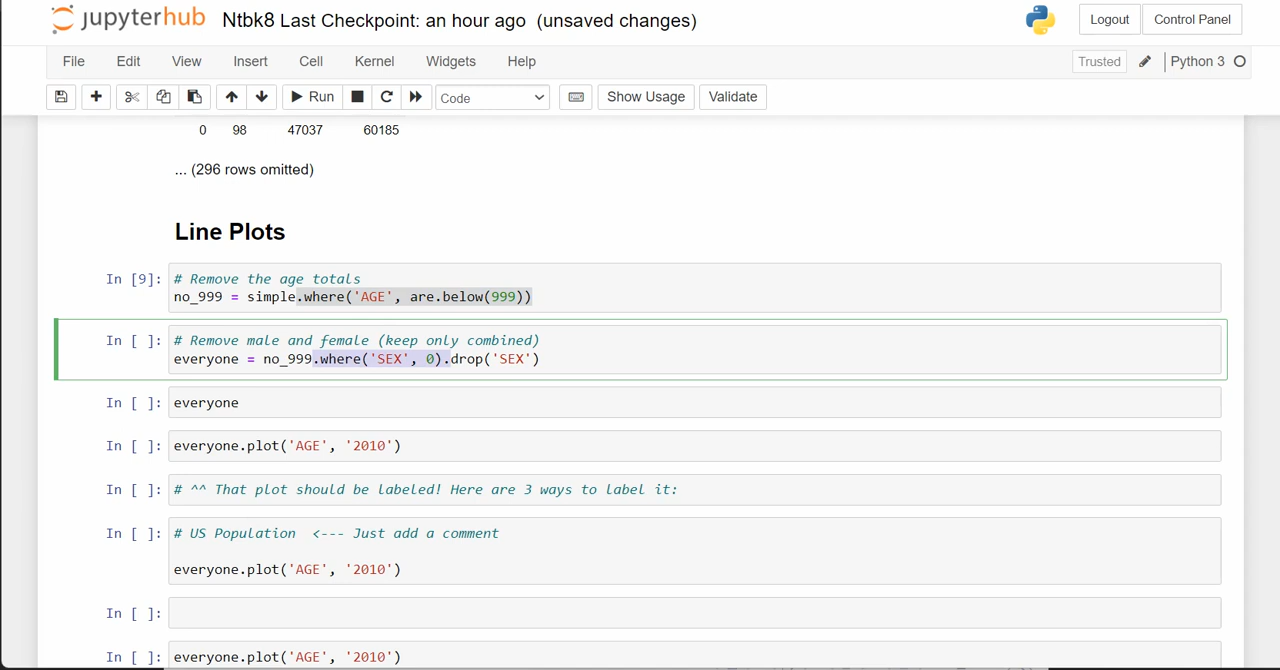 jupyterhub Ntbk8 Last Checkpoint: an hour ago (unsaved changes) Logout Control Panel
File Edit View Insert Cell Kernel Widgets Help Trusted Python 3
Run Code Show Usage Validate
0 98 47037 60185
... (296 rows omitted)
Line Plots
In [9]: # Remove the age totals
no_999 = simple.where('AGE', are.below(999))
In [ ]: # Remove male and female (keep only combined)
everyone = no_999.where('SEX', 0).drop('SEX')
In [ ]: everyone
In [ ]: everyone.plot('AGE', '2010')
In [ ]: # ^^ That plot should be labeled! Here are 3 ways to label it:
In [ ]: # US Population <--- Just add a comment
everyone.plot('AGE', '2010')
In [ ]:
In [ ]: everyone.plot('AGE', '2010')